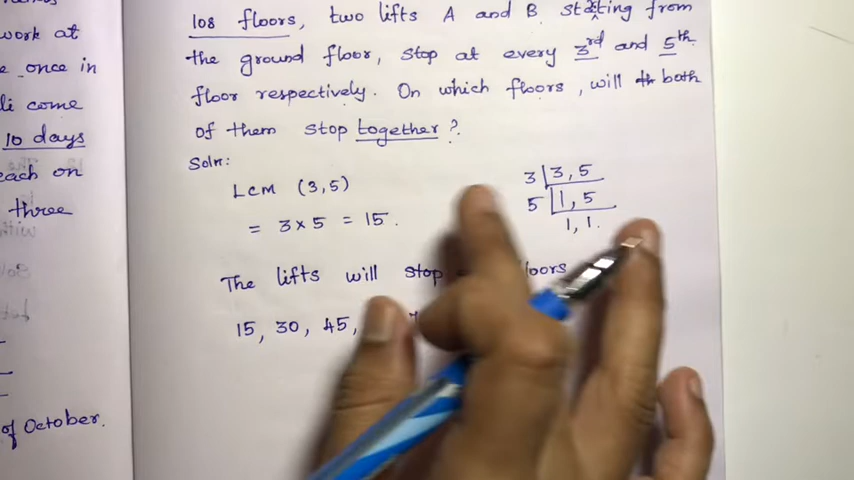 work at
once in
li come
10 days
each on
three
of October.
108 floors, two lifts A and B starting from
the ground floor, stop at every 3rd and 5th
floor respectively. On which floors, will both
of them stop together?
Soln:
LCM (3,5)
= 3 × 5 = 15.
3 | 3, 5
5 | 1, 5
1, 1.
The lifts will stop floors
15, 30, 45,